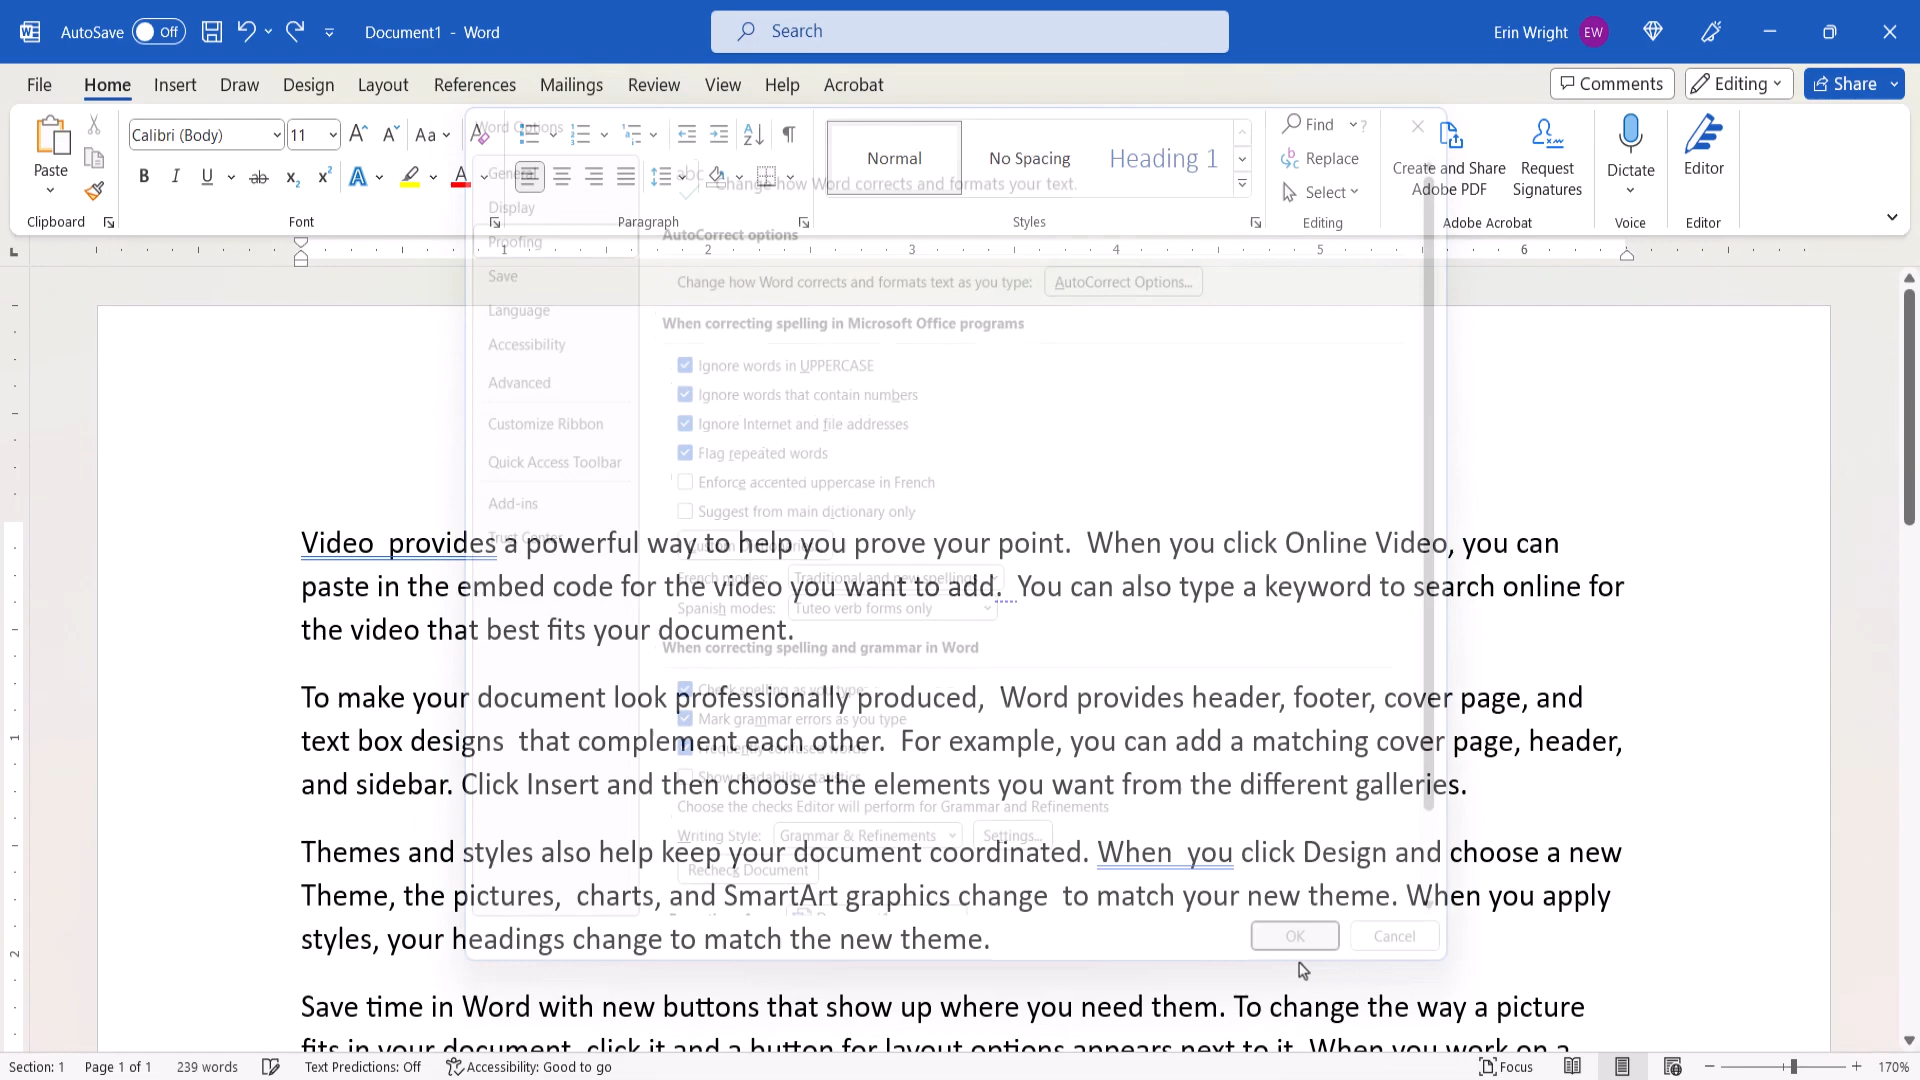 AutoSave Off Document1 - Word Search Erin Wright EW
File Home Insert Draw Design Layout References Mailings Review View Help Acrobat Comments Editing Share
Paste Calibri (Body) 11 Aa
B I U ab x₂ x² A A
Normal No Spacing Heading 1
Find
Replace
Select
Create and Share Adobe PDF
Request Signatures
Dictate
Editor
Clipboard Font Paragraph Styles Editing Adobe Acrobat Voice Editor
1 2 3 4 5 6
Word Options
General
Display
Proofing
Save
Language
Accessibility
Advanced
Customize Ribbon
Quick Access Toolbar
Add-ins
Trust Center
abc
Change how Word corrects and formats your text.
AutoCorrect options
Change how Word corrects and formats text as you type: AutoCorrect Options...
When correcting spelling in Microsoft Office programs
Ignore words in UPPERCASE
Ignore words that contain numbers
Ignore Internet and file addresses
Flag repeated words
Enforce accented uppercase in French
Suggest from main dictionary only
French modes: Traditional and new spellings
Spanish modes: Tuteo verb forms only
When correcting spelling and grammar in Word
Check spelling as you type
Mark grammar errors as you type
Frequently confused words
Show readability statistics
Choose the checks Editor will perform for Grammar and Refinements
Writing Style: Grammar & Refinements Settings...
Recheck Document
OK Cancel
Video  provides a powerful way to help you prove your point.  When you click Online Video, you can
paste in the embed code for the video you want to add.  You can also type a keyword to search online for
the video that best fits your document.
To make your document look professionally produced,  Word provides header, footer, cover page, and
text box designs  that complement each other.  For example, you can add a matching cover page, header,
and sidebar. Click Insert and then choose the elements you want from the different galleries.
Themes and styles also help keep your document coordinated. When  you click Design and choose a new
Theme, the pictures,  charts, and SmartArt graphics change  to match your new theme. When you apply
styles, your headings change to match the new theme.
Save time in Word with new buttons that show up where you need them. To change the way a picture
fits in your document, click it and a button for layout options appears next to it. When you work on a
1
2
Section: 1 Page 1 of 1 239 words Text Predictions: Off Accessibility: Good to go Focus 170%